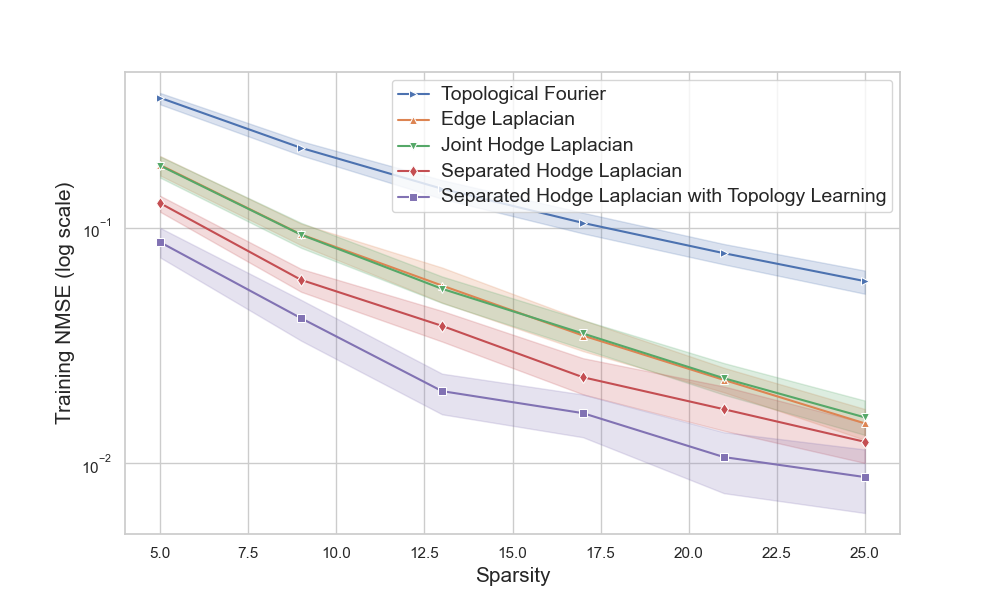 Topological Fourier
Edge Laplacian
Joint Hodge Laplacian
Separated Hodge Laplacian
Separated Hodge Laplacian with Topology Learning
Training NMSE (log scale)
10⁻¹
10⁻²
5.0 7.5 10.0 12.5 15.0 17.5 20.0 22.5 25.0
Sparsity